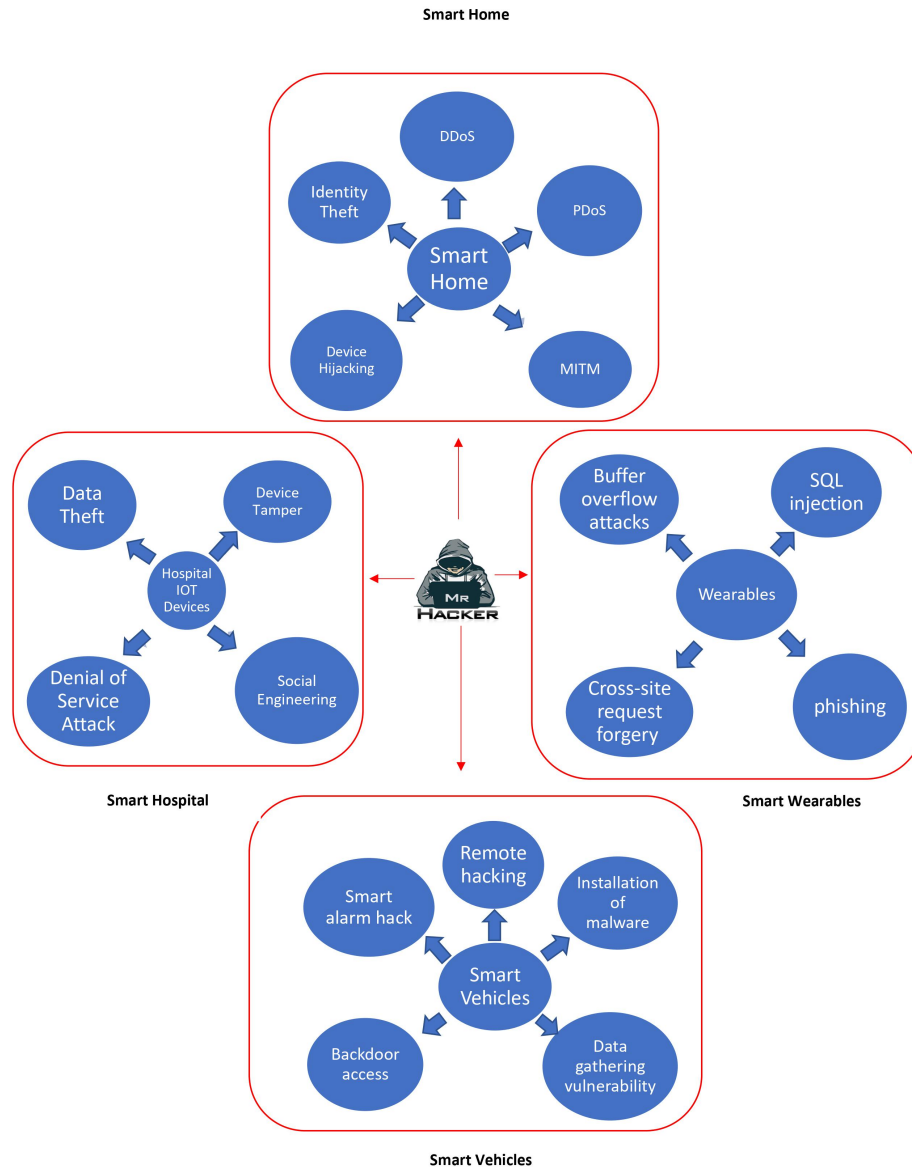 Smart Home
DDoS
Identity
Theft
PDoS
Smart
Home
Device
Hijacking
MITM
Data
Theft
Device
Tamper
Hospital
IOT
Devices
Denial of
Service
Attack
Social
Engineering
MR
HACKER
Buffer
overflow
attacks
SQL
injection
Wearables
Cross-site
request
forgery
phishing
Smart Hospital
Smart Wearables
Remote
hacking
Smart
alarm hack
Installation
of
malware
Smart
Vehicles
Backdoor
access
Data
gathering
vulnerability
Smart Vehicles